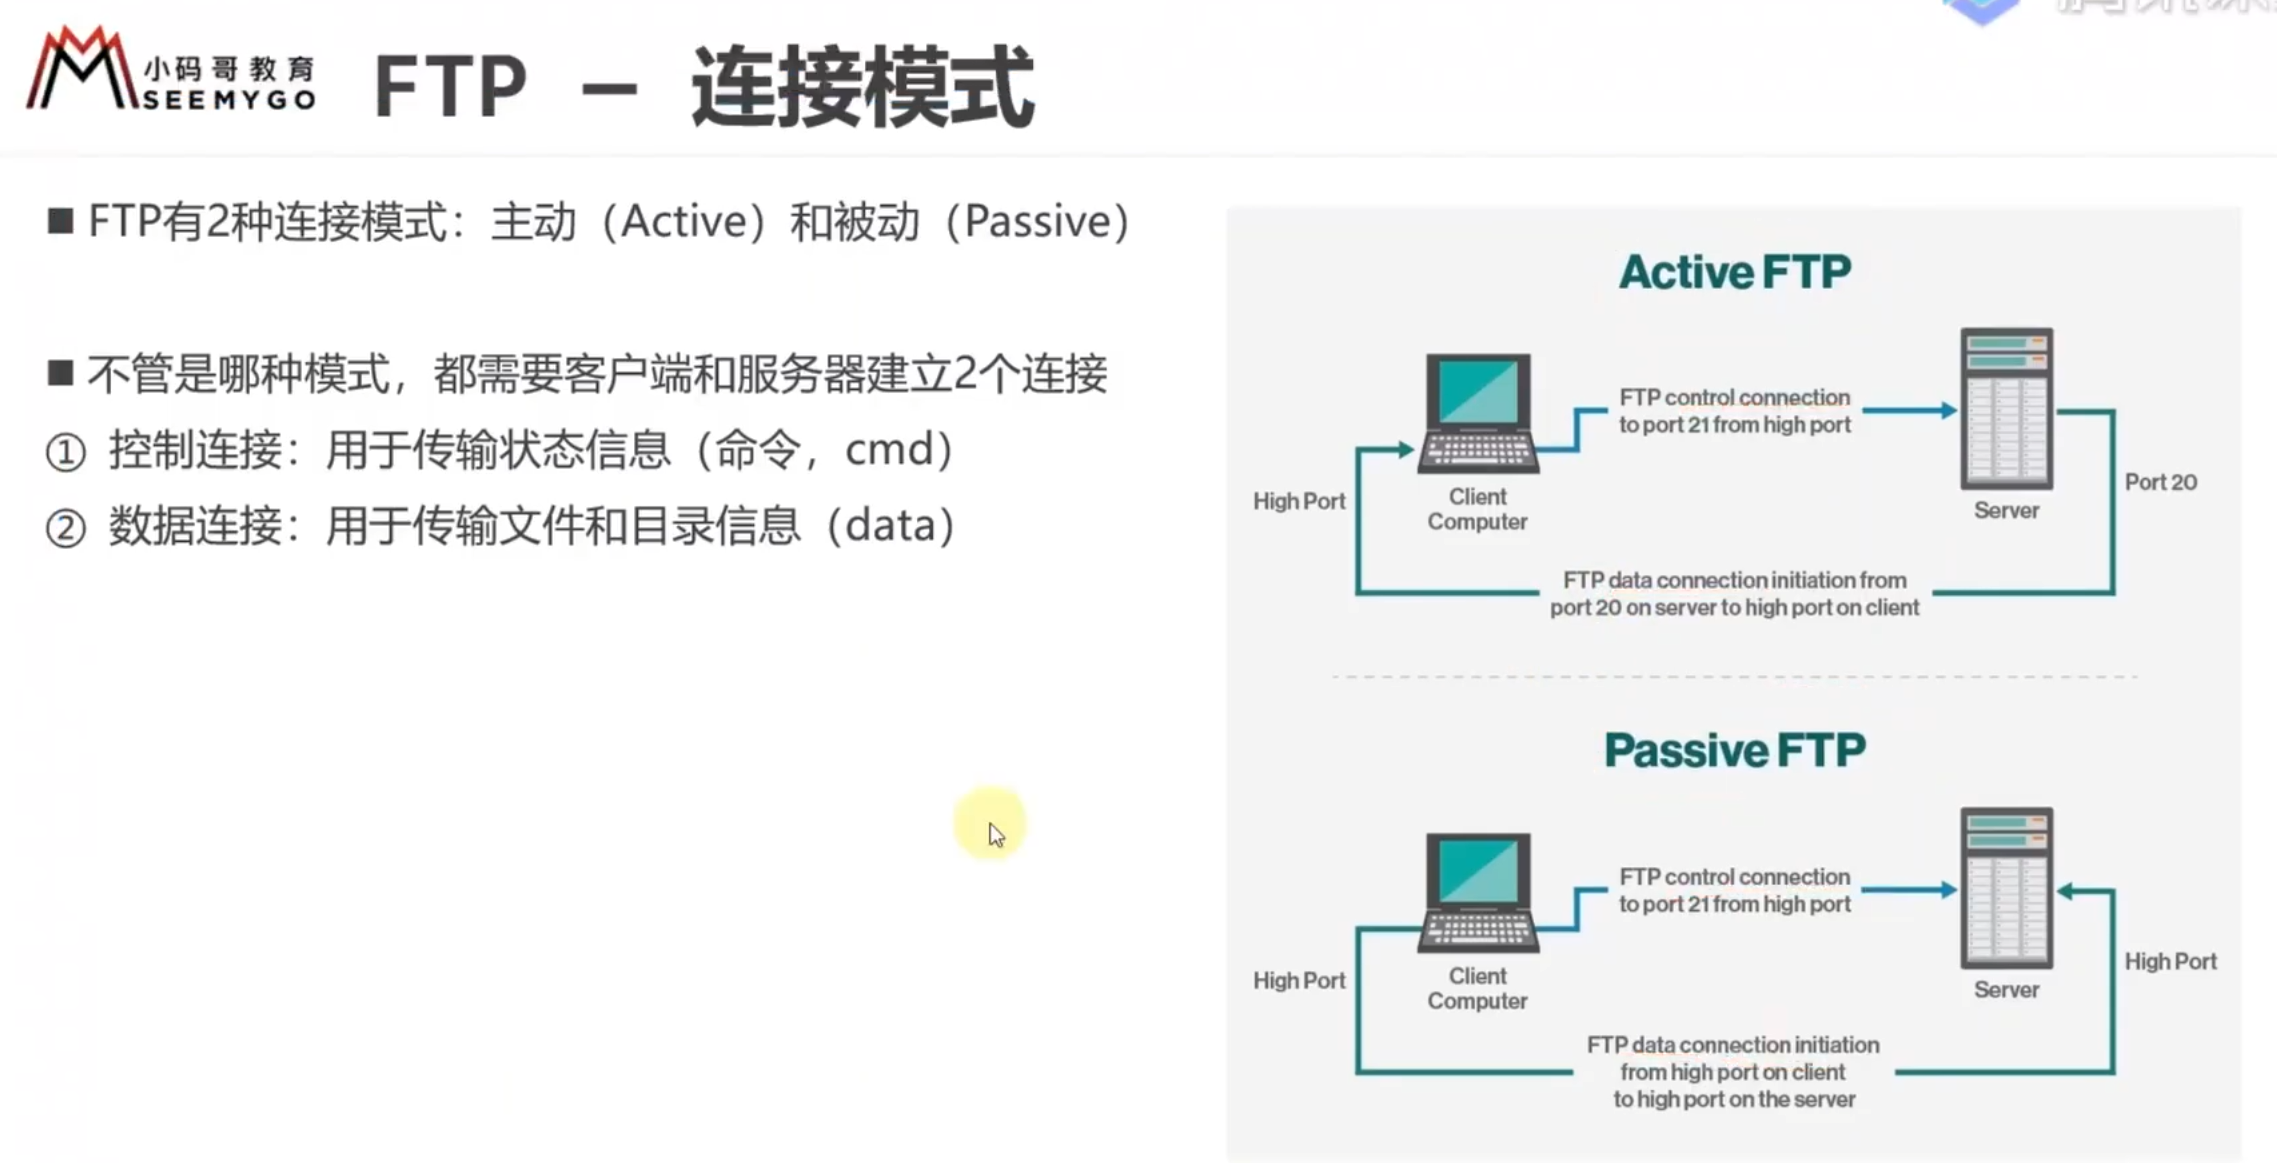 小码哥教育
SEEMYGO
FTP – 连接模式
■ FTP有2种连接模式：主动（Active）和被动（Passive）
■ 不管是哪种模式，都需要客户端和服务器建立2个连接
① 控制连接：用于传输状态信息（命令，cmd）
② 数据连接：用于传输文件和目录信息（data）
Active FTP
FTP control connection
to port 21 from high port
High Port
Client
Computer
Server
Port 20
FTP data connection initiation from
port 20 on server to high port on client
Passive FTP
FTP control connection
to port 21 from high port
High Port
Client
Computer
Server
High Port
FTP data connection initiation
from high port on client
to high port on the server